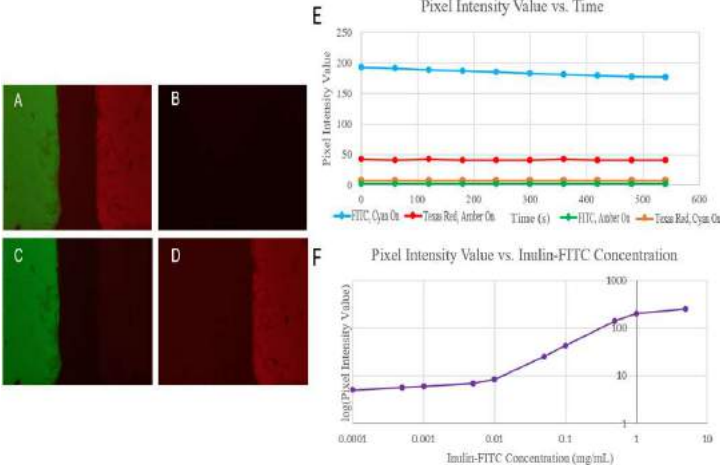 A
B
C
D
E
Pixel Intensity Value vs. Time
Pixel Intensity Value
250
200
150
100
50
0
0 100 200 300 400 500 600
Time (s)
FITC, Cyan On
Texas Red, Amber On
FITC, Amber On
Texas Red, Cyan On
F
Pixel Intensity Value vs. Inulin-FITC Concentration
log(Pixel Intensity Value)
1000
100
10
1
0.0001 0.001 0.01 0.1 1 10
Inulin-FITC Concentration (mg/mL)